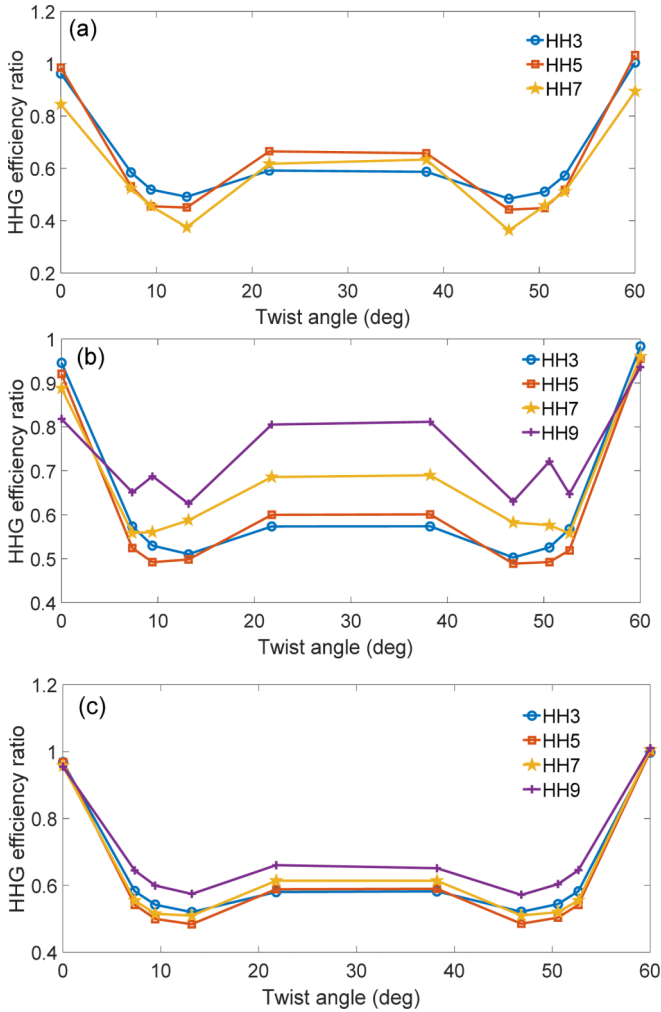 (a)
HH3
HH5
HH7
HHG efficiency ratio
1.2
1
0.8
0.6
0.4
0.2
0 10 20 30 40 50 60
Twist angle (deg)
(b)
HH3
HH5
HH7
HH9
HHG efficiency ratio
1
0.9
0.8
0.7
0.6
0.5
0.4
0 10 20 30 40 50 60
Twist angle (deg)
(c)
HH3
HH5
HH7
HH9
HHG efficiency ratio
1.2
1
0.8
0.6
0.4
0 10 20 30 40 50 60
Twist angle (deg)